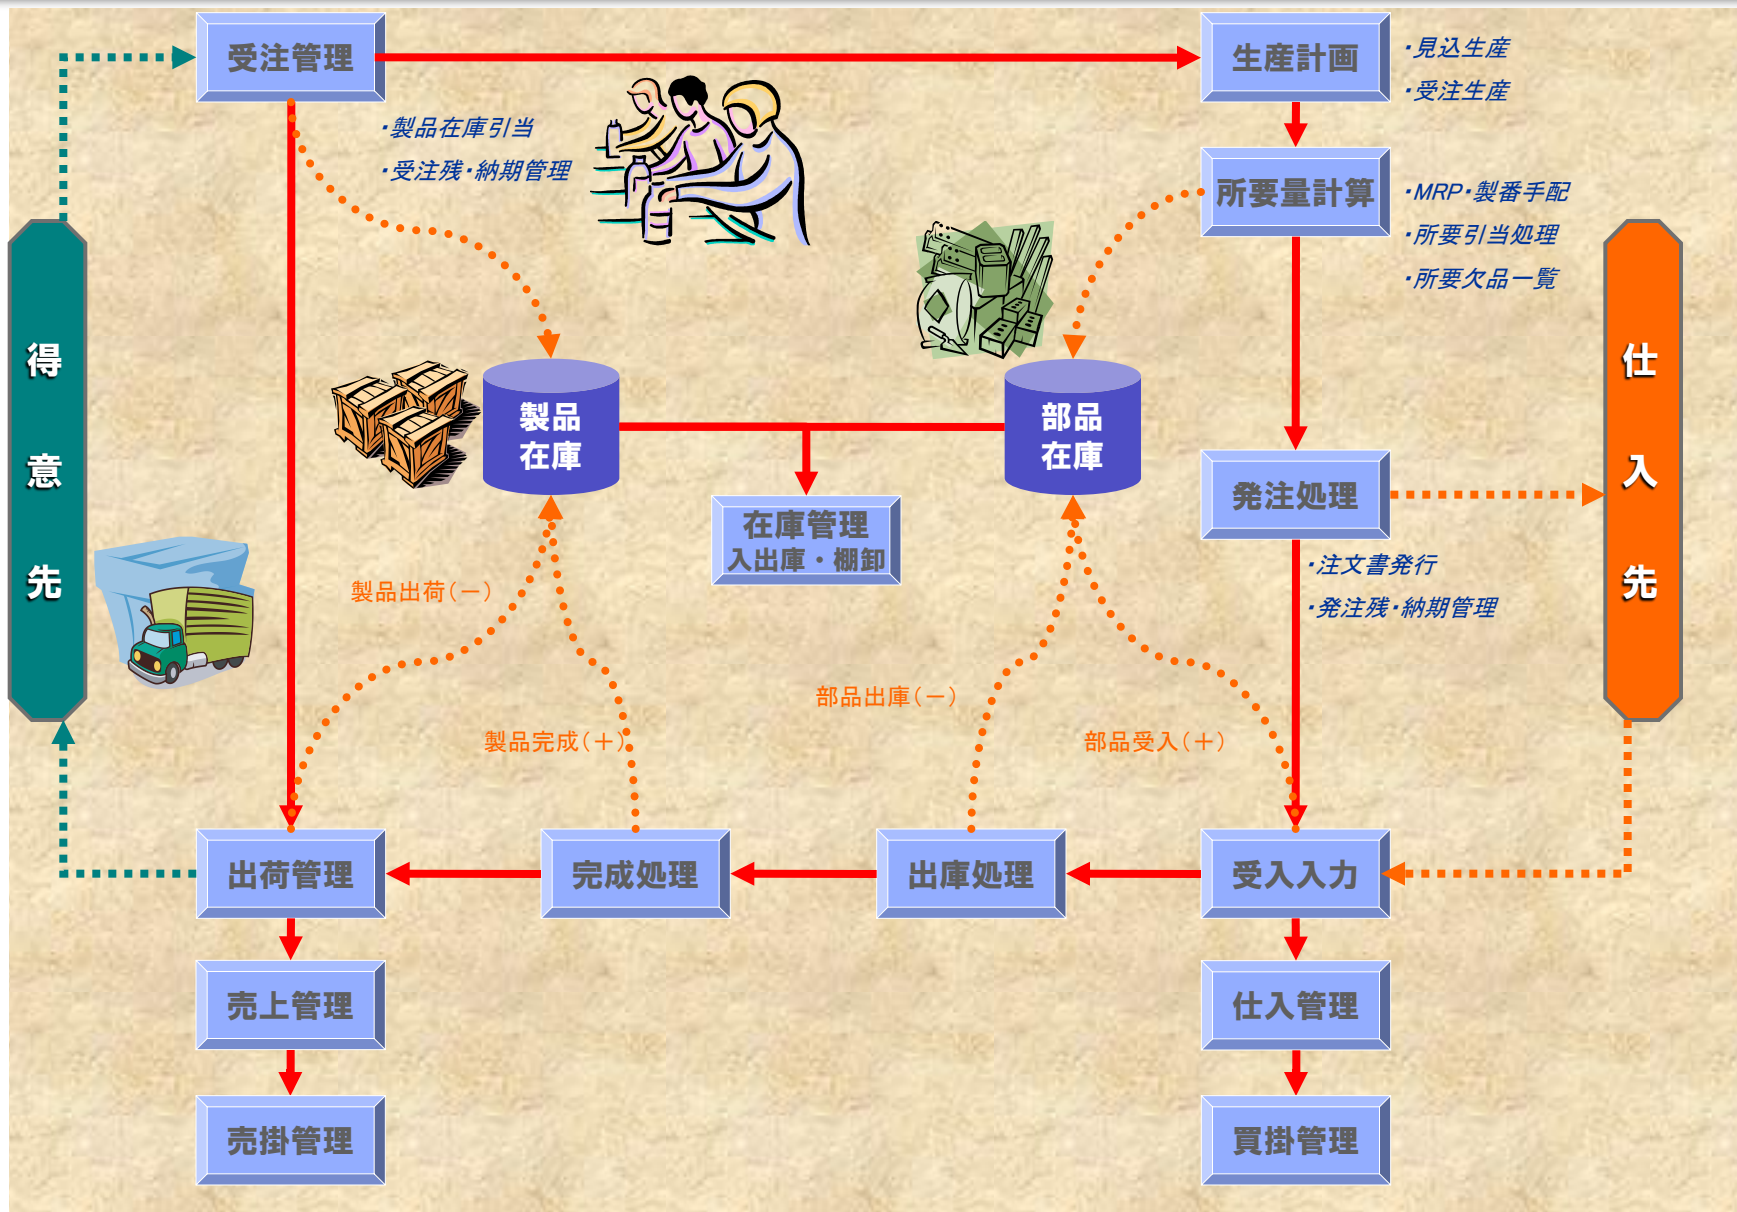 受注管理
生産計画
・見込生産
・受注生産
・製品在庫引当
・受注残・納期管理
所要量計算
・MRP・製番手配
・所要引当処理
・所要欠品一覧
得意先
仕入先
製品
在庫
部品
在庫
在庫管理
入出庫・棚卸
発注処理
・注文書発行
・発注残・納期管理
製品出荷(－)
部品出庫(－)
製品完成(＋)
部品受入(＋)
出荷管理
完成処理
出庫処理
受入入力
売上管理
仕入管理
売掛管理
買掛管理